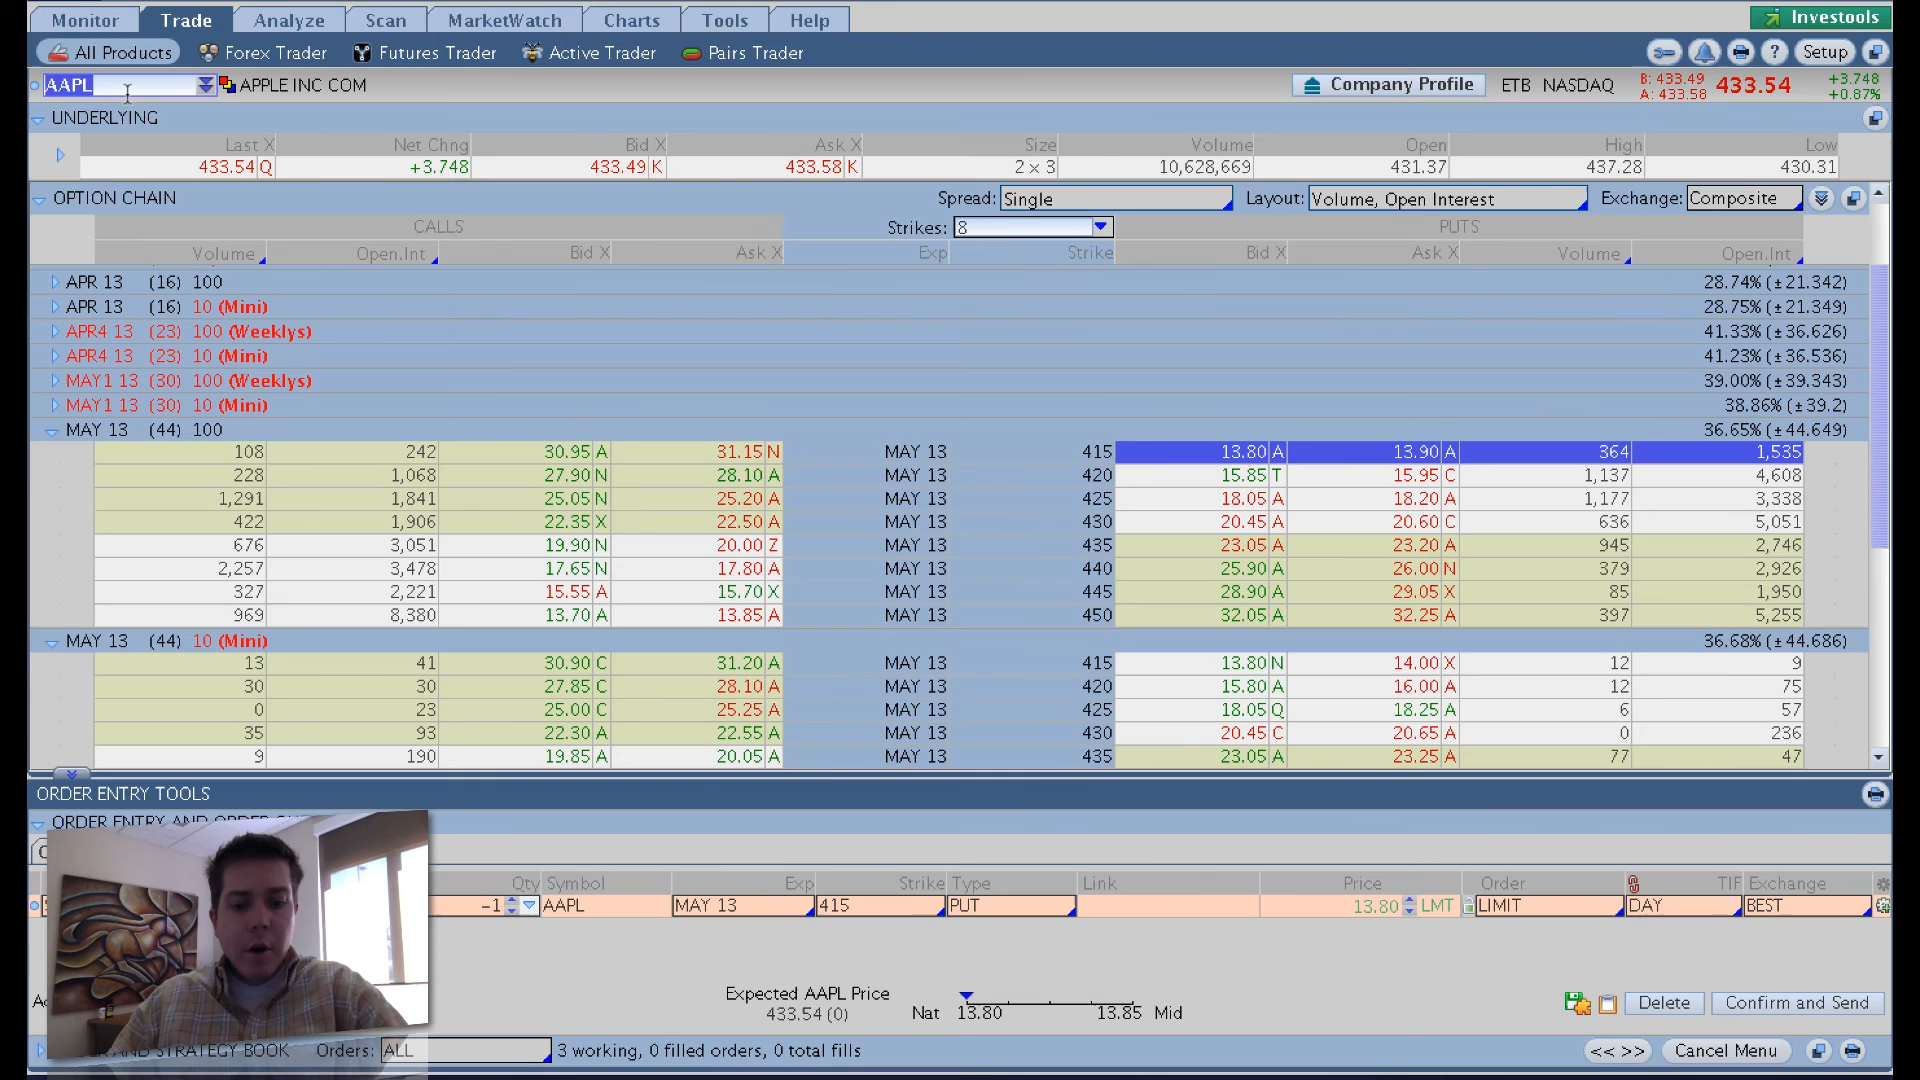 Monitor Trade Analyze Scan MarketWatch Charts Tools Help Investools
All Products Forex Trader Futures Trader Active Trader Pairs Trader ? Setup
AAPL APPLE INC COM Company Profile ETB NASDAQ B: 433.49 A: 433.58 433.54 +3.748 +0.87%
UNDERLYING
Last X Net Chng Bid X Ask X Size Volume Open High Low
433.54 Q +3.748 433.49 K 433.58 K 2 × 3 10,628,669 431.37 437.28 430.31
OPTION CHAIN Spread: Single Layout: Volume, Open Interest Exchange: Composite
CALLS Strikes: 8 PUTS
Volume Open.Int Bid X Ask X Exp Strike Bid X Ask X Volume Open.Int
APR 13 (16) 100 28.74% (±21.342)
APR 13 (16) 10 (Mini) 28.75% (±21.349)
APR4 13 (23) 100 (Weeklys) 41.33% (±36.626)
APR4 13 (23) 10 (Mini) 41.23% (±36.536)
MAY1 13 (30) 100 (Weeklys) 39.00% (±39.343)
MAY1 13 (30) 10 (Mini) 38.86% (±39.2)
MAY 13 (44) 100 36.65% (±44.649)
108 242 30.95 A 31.15 N MAY 13 415 13.80 A 13.90 A 364 1,535
228 1,068 27.90 N 28.10 A MAY 13 420 15.85 T 15.95 C 1,137 4,608
1,291 1,841 25.05 N 25.20 A MAY 13 425 18.05 A 18.20 A 1,177 3,338
422 1,906 22.35 X 22.50 A MAY 13 430 20.45 A 20.60 C 636 5,051
676 3,051 19.90 N 20.00 Z MAY 13 435 23.05 A 23.20 A 945 2,746
2,257 3,478 17.65 N 17.80 A MAY 13 440 25.90 A 26.00 N 379 2,926
327 2,221 15.55 A 15.70 X MAY 13 445 28.90 A 29.05 X 85 1,950
969 8,380 13.70 A 13.85 A MAY 13 450 32.05 A 32.25 A 397 5,255
MAY 13 (44) 10 (Mini) 36.68% (±44.686)
13 41 30.90 C 31.20 A MAY 13 415 13.80 N 14.00 X 12 9
30 30 27.85 C 28.10 A MAY 13 420 15.80 A 16.00 A 12 75
0 23 25.00 C 25.25 A MAY 13 425 18.05 Q 18.25 A 6 57
35 93 22.30 A 22.55 A MAY 13 430 20.45 C 20.65 A 0 236
9 190 19.85 A 20.05 A MAY 13 435 23.05 A 23.25 A 77 47
ORDER ENTRY TOOLS
ORDER ENTRY AND ORDER
Qty Symbol Exp Strike Type Link Price Order TIF Exchange
-1 AAPL MAY 13 415 PUT 13.80 LMT LIMIT DAY BEST
Expected AAPL Price
433.54 (0) Nat 13.80 13.85 Mid Delete Confirm and Send
AND STRATEGY BOOK Orders: ALL 3 working, 0 filled orders, 0 total fills << >> Cancel Menu